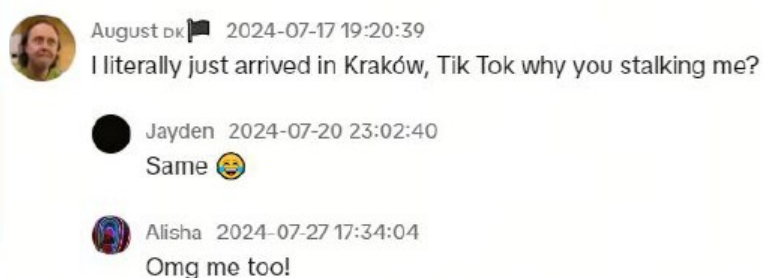 August DK🏴 2024-07-17 19:20:39
I literally just arrived in Kraków, Tik Tok why you stalking me?
Jayden 2024-07-20 23:02:40
Same 😂
Alisha 2024-07-27 17:34:04
Omg me too!